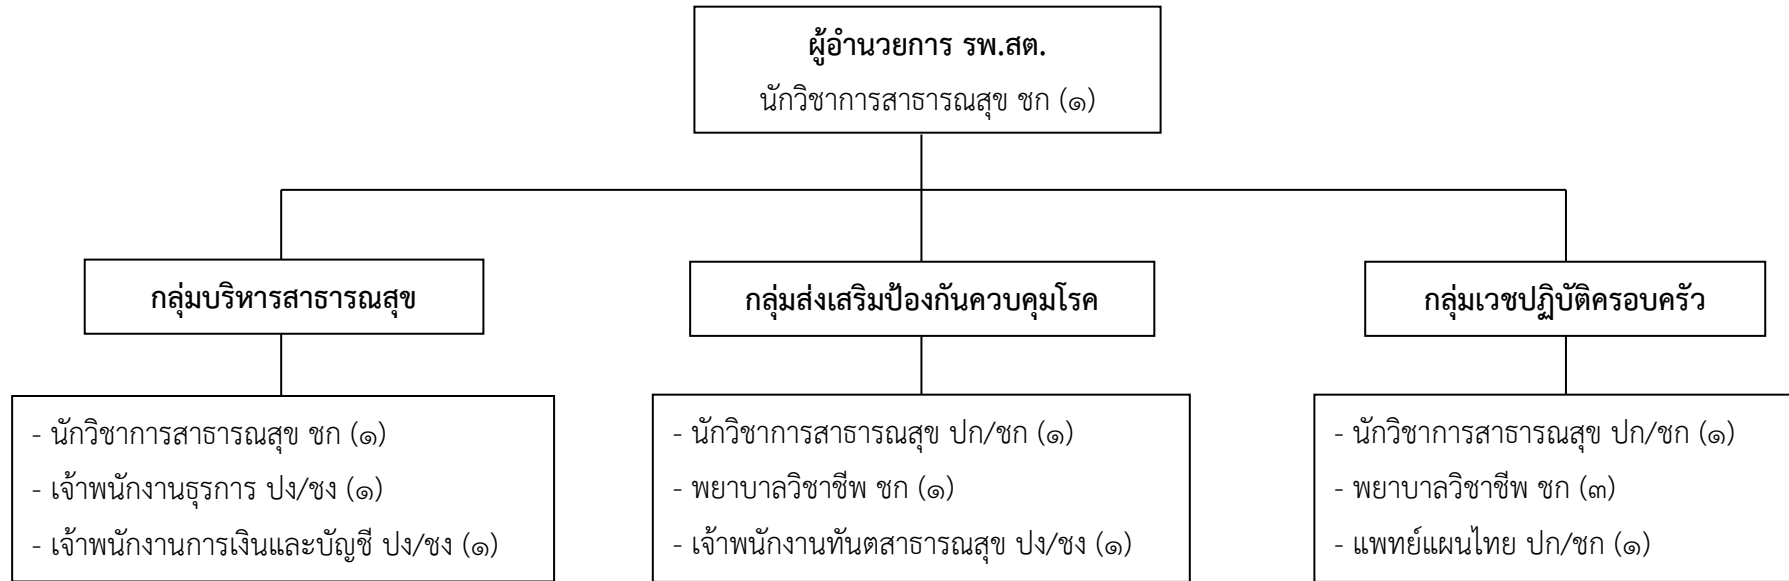 ผู้อำนวยการ รพ.สต.
นักวิชาการสาธารณสุข ชก (๑)
กลุ่มบริหารสาธารณสุข
กลุ่มส่งเสริมป้องกันควบคุมโรค
กลุ่มเวชปฏิบัติครอบครัว
- นักวิชาการสาธารณสุข ชก (๑)
- เจ้าพนักงานธุรการ ปง/ชง (๑)
- เจ้าพนักงานการเงินและบัญชี ปง/ชง (๑)
- นักวิชาการสาธารณสุข ปก/ชก (๑)
- พยาบาลวิชาชีพ ชก (๑)
- เจ้าพนักงานทันตสาธารณสุข ปง/ชง (๑)
- นักวิชาการสาธารณสุข ปก/ชก (๑)
- พยาบาลวิชาชีพ ชก (๓)
- แพทย์แผนไทย ปก/ชก (๑)